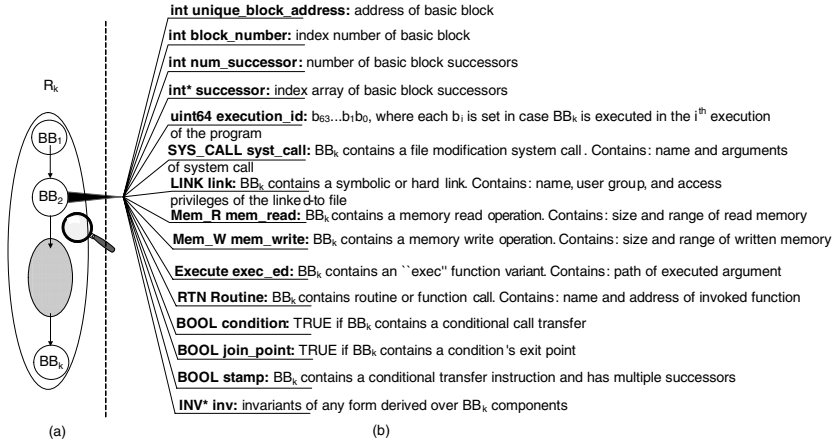 int unique_block_address: address of basic block
int block_number: index number of basic block
int num_successor: number of basic block successors
int* successor: index array of basic block successors
uint64 execution_id: b63...b1b0, where each bi is set in case BBk is executed in the ith execution
of the program
SYS_CALL syst_call: BBk contains a file modification system call. Contains: name and arguments
of system call
LINK link: BBk contains a symbolic or hard link. Contains: name, user group, and access
privileges of the linked-to file
Mem_R mem_read: BBk contains a memory read operation. Contains: size and range of read memory
Mem_W mem_write: BBk contains a memory write operation. Contains: size and range of written memory
Execute exec_ed: BBk contains an ``exec'' function variant. Contains: path of executed argument
RTN Routine: BBk contains routine or function call. Contains: name and address of invoked function
BOOL condition: TRUE if BBk contains a conditional call transfer
BOOL join_point: TRUE if BBk contains a condition's exit point
BOOL stamp: BBk contains a conditional transfer instruction and has multiple successors
INV* inv: invariants of any form derived over BBk components
Rk
BB1
BB2
BBk
(a)
(b)